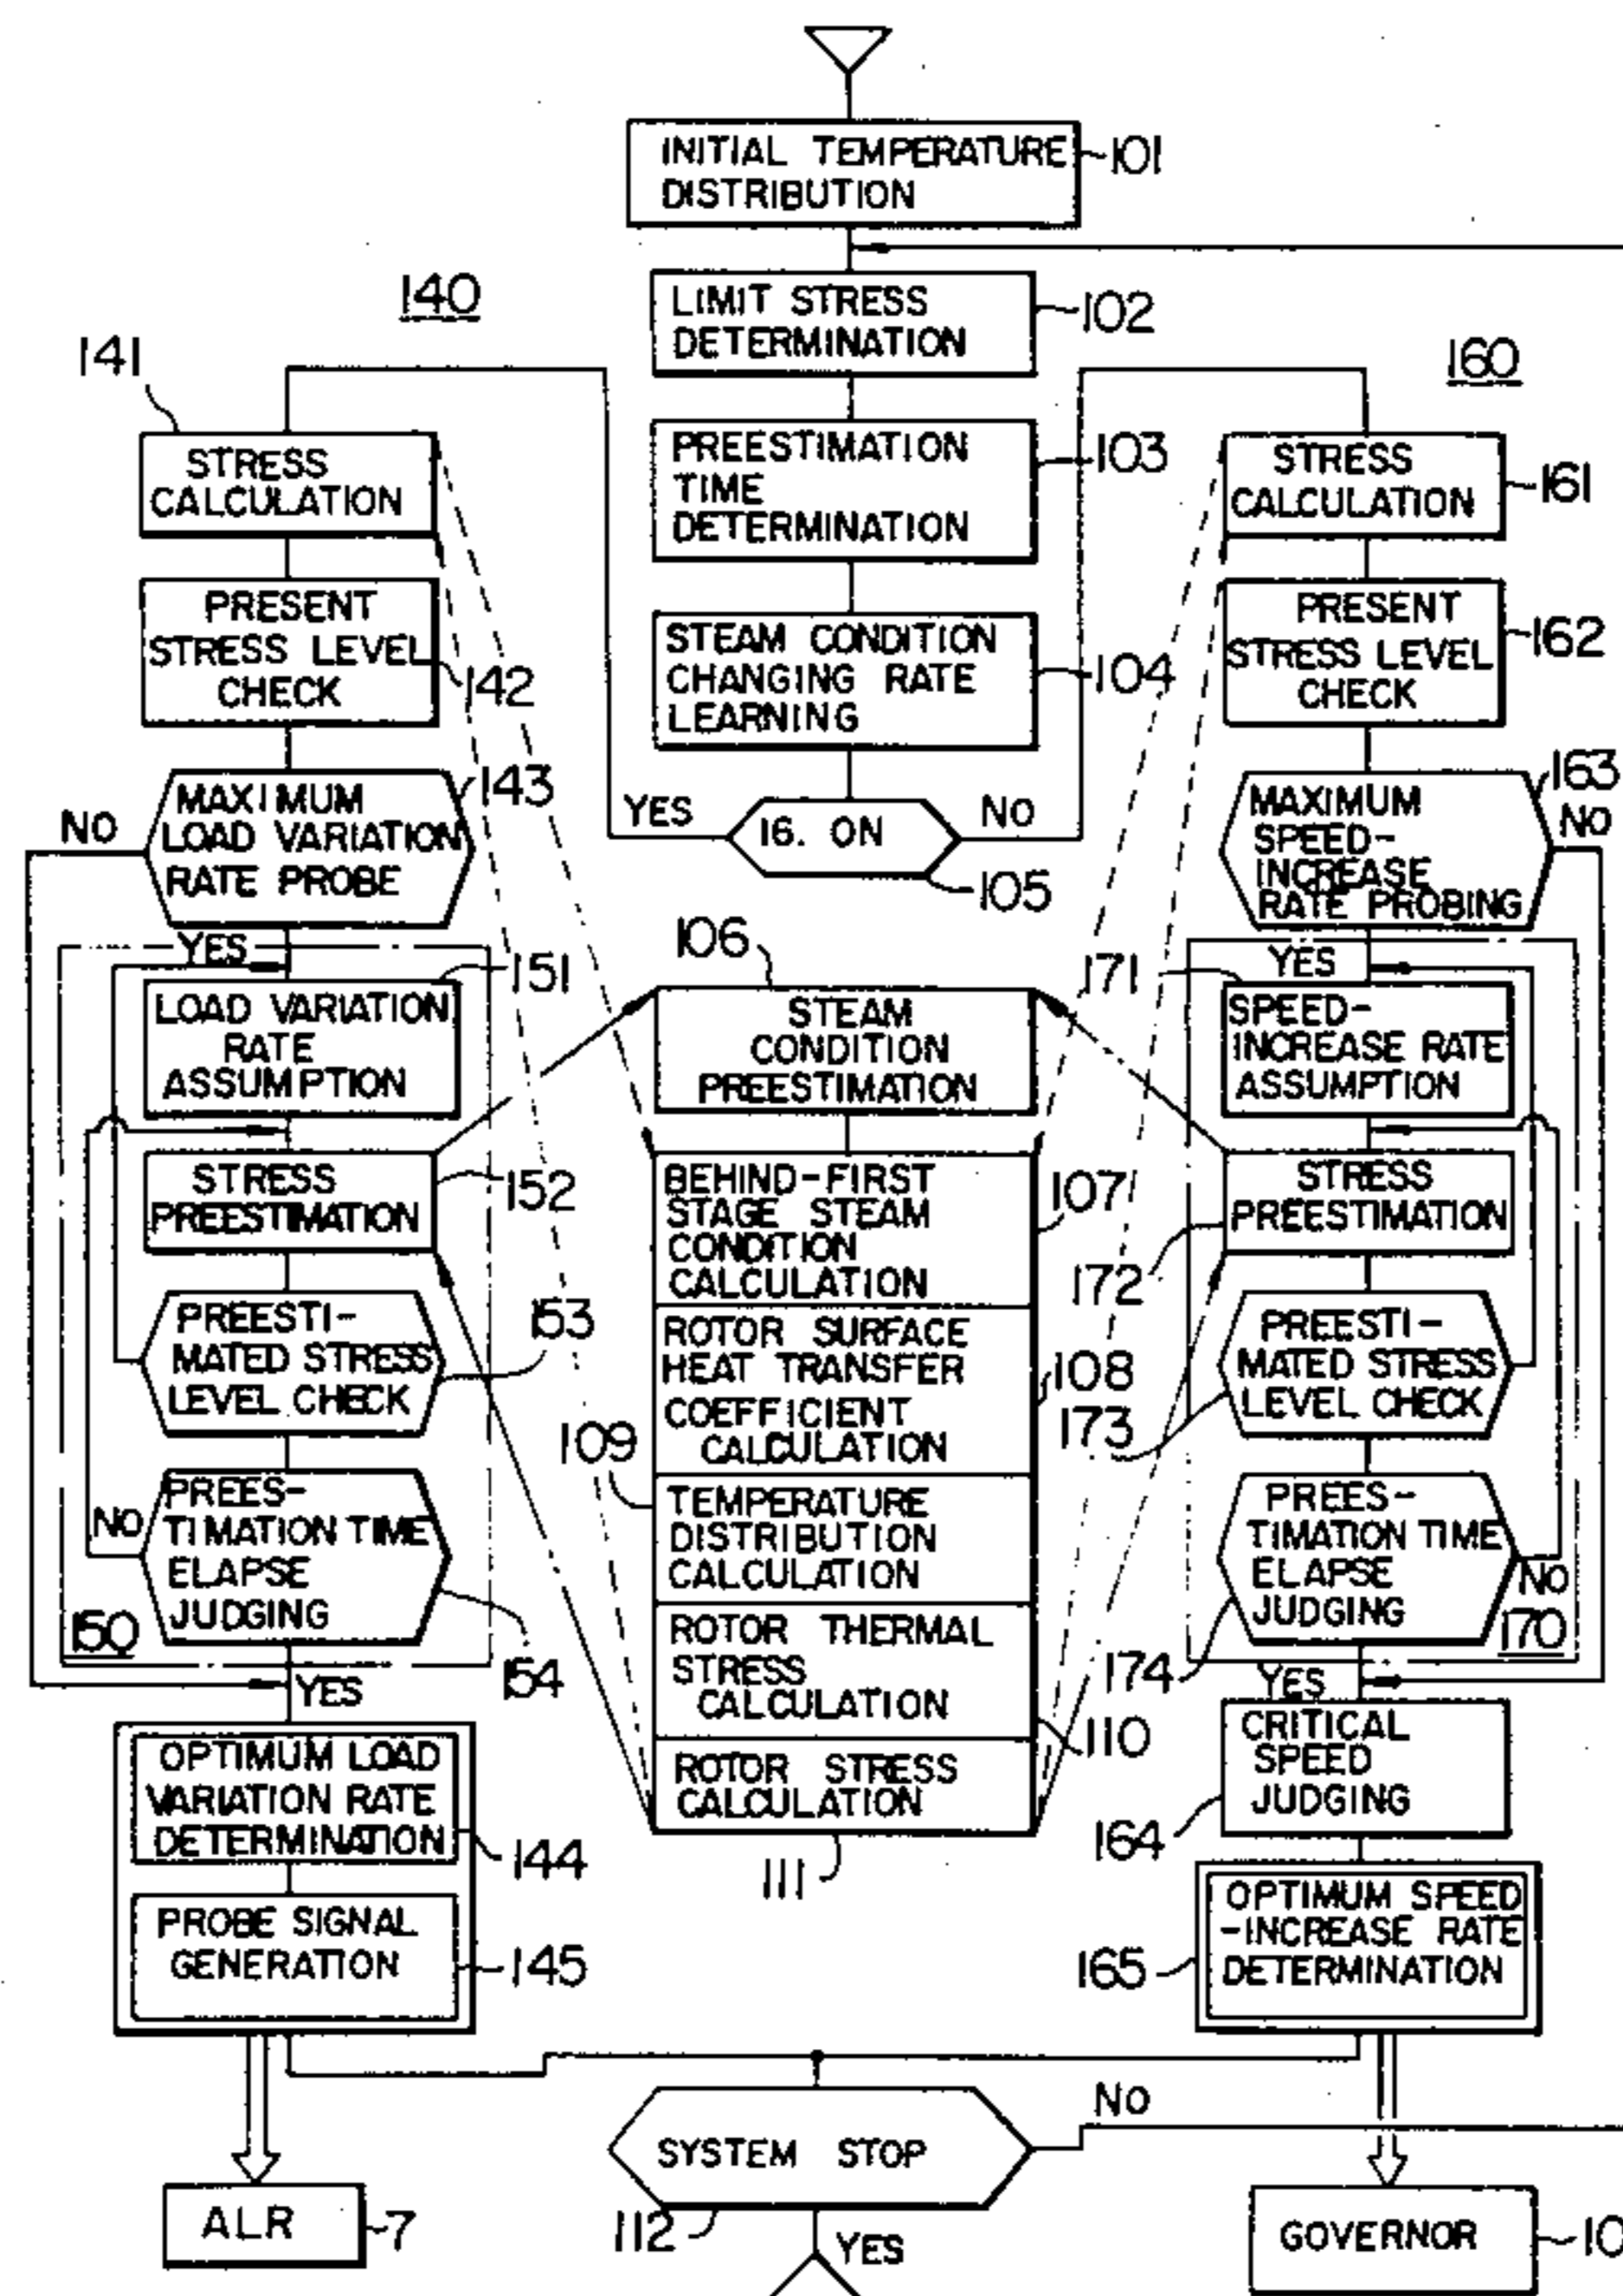 INITIAL TEMPERATURE
DISTRIBUTION
101
LIMIT STRESS
DETERMINATION
102
PREESTIMATION
TIME
DETERMINATION
103
STEAM CONDITION
CHANGING RATE
LEARNING
104
16. ON
YES
NO
105
140
141
STRESS
CALCULATION
PRESENT
STRESS LEVEL
CHECK
142
MAXIMUM
LOAD VARIATION
RATE PROBE
143
NO
YES
LOAD VARIATION
RATE
ASSUMPTION
151
STRESS
PREESTIMATION
152
PREESTI-
MATED STRESS
LEVEL CHECK
153
PREES-
TIMATION TIME
ELAPSE
JUDGING
NO
150
154
YES
OPTIMUM LOAD
VARIATION RATE
DETERMINATION
144
PROBE SIGNAL
GENERATION
145
ALR
7
106
STEAM
CONDITION
PREESTIMATION
BEHIND-FIRST
STAGE STEAM
CONDITION
CALCULATION
107
ROTOR SURFACE
HEAT TRANSFER
COEFFICIENT
CALCULATION
108
109
TEMPERATURE
DISTRIBUTION
CALCULATION
ROTOR THERMAL
STRESS
CALCULATION
110
ROTOR STRESS
CALCULATION
111
160
STRESS
CALCULATION
161
PRESENT
STRESS LEVEL
CHECK
162
MAXIMUM
SPEED-
INCREASE
RATE PROBING
163
NO
YES
171
SPEED-
INCREASE RATE
ASSUMPTION
STRESS
PREESTIMATION
172
PREESTI-
MATED STRESS
LEVEL CHECK
173
PREES-
TIMATION TIME
ELAPSE
JUDGING
NO
170
174
YES
CRITICAL
SPEED
JUDGING
164
OPTIMUM SPEED
-INCREASE RATE
DETERMINATION
165
GOVERNOR
10
SYSTEM STOP
NO
112
YES